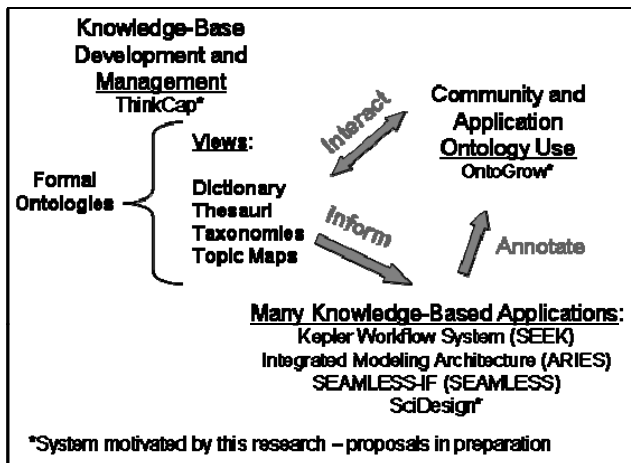 Knowledge-Base
Development and
Management
ThinkCap*
Views:
Formal
Ontologies
Dictionary
Thesauri
Taxonomies
Topic Maps
Interact
Community and
Application
Ontology Use
OntoGrow*
Inform
Annotate
Many Knowledge-Based Applications:
Kepler Workflow System (SEEK)
Integrated Modeling Architecture (ARIES)
SEAMLESS-IF (SEAMLESS)
SciDesign*
*System motivated by this research – proposals in preparation